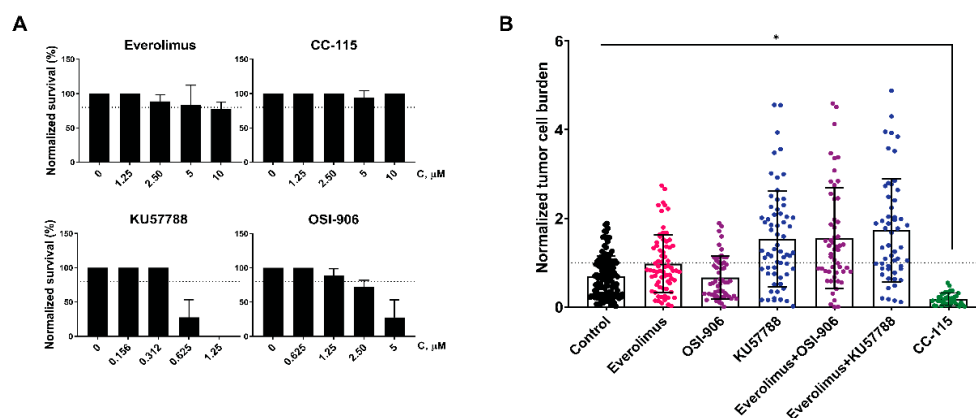 A
Everolimus
CC-115
Normalized survival (%)
150
100
50
0
150
100
50
0
0 1.25 2.50 5 10
0 1.25 2.50 5 10 C, μM
KU57788
OSI-906
Normalized survival (%)
150
100
50
0
150
100
50
0
0 0.156 0.312 0.625 1.25
0 0.625 1.25 2.50 5 C, μM
B
*
Normalized tumor cell burden
6
4
2
0
Control
Everolimus
OSI-906
KU57788
Everolimus+OSI-906
Everolimus+KU57788
CC-115